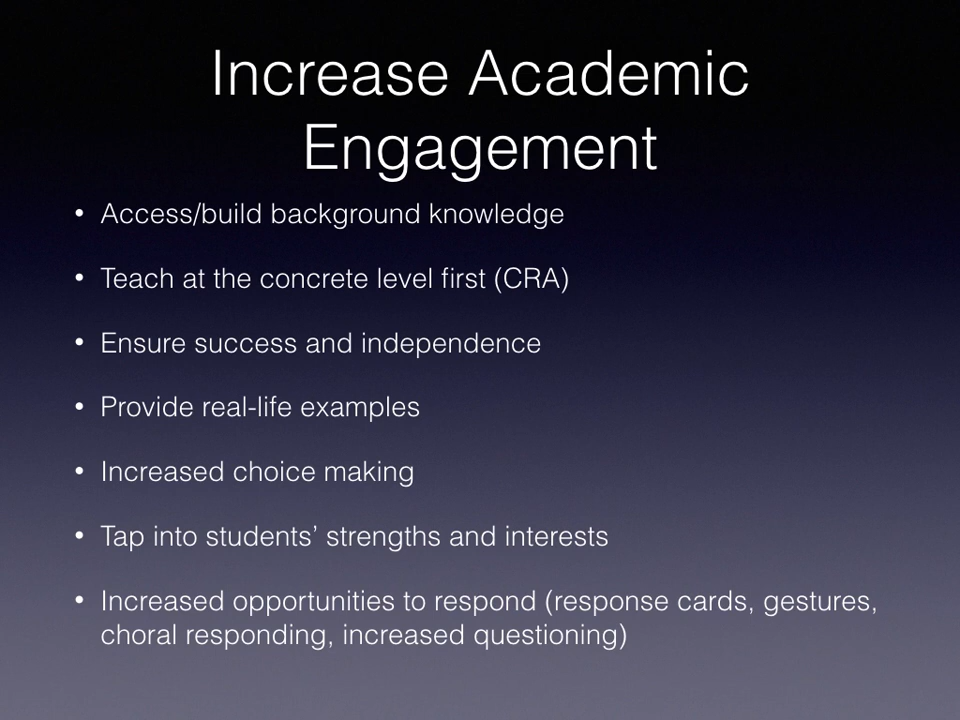 Increase Academic
Engagement
• Access/build background knowledge
• Teach at the concrete level first (CRA)
• Ensure success and independence
• Provide real-life examples
• Increased choice making
• Tap into students’ strengths and interests
• Increased opportunities to respond (response cards, gestures,
choral responding, increased questioning)